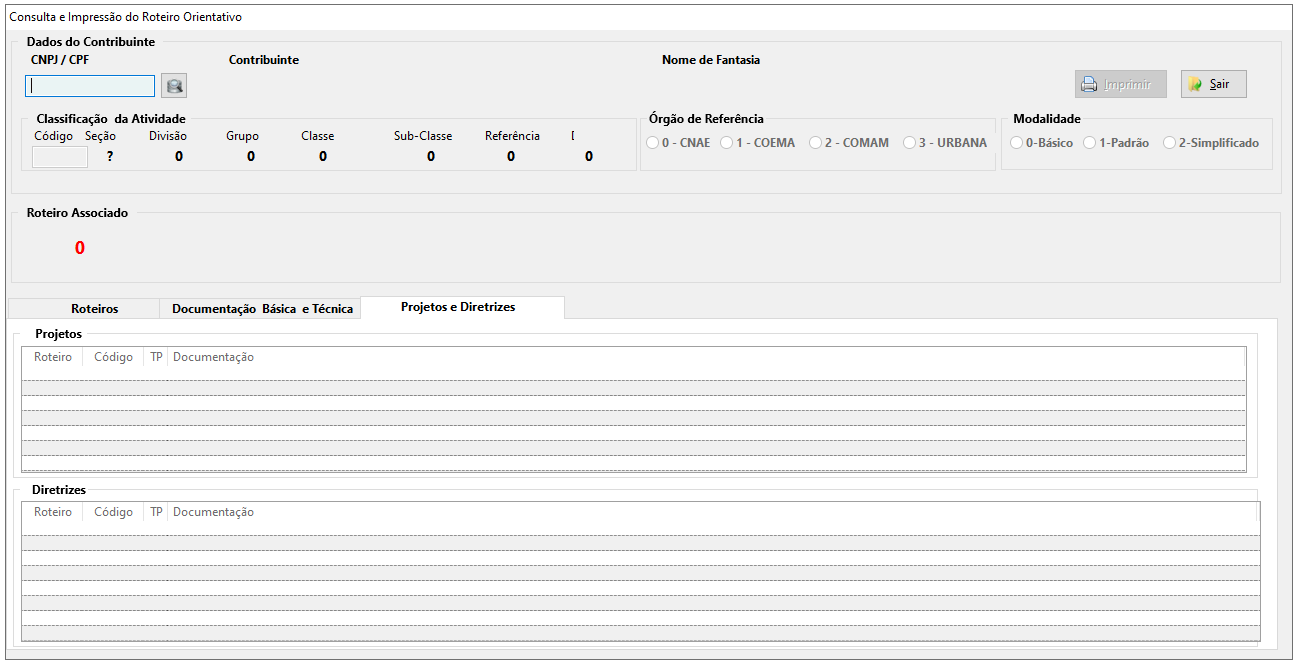 Consulta e Impressão do Roteiro Orientativo
Dados do Contribuinte
CNPJ / CPF Contribuinte Nome de Fantasia
Imprimir Sair
Classificação da Atividade Órgão de Referência Modalidade
Código Seção Divisão Grupo Classe Sub-Classe Referência
? 0 0 0 0 0 0
0 - CNAE 1 - COEMA 2 - COMAM 3 - URBANA 0-Básico 1-Padrão 2-Simplificado
Roteiro Associado
0
Roteiros Documentação Básica e Técnica Projetos e Diretrizes
Projetos
Roteiro Código TP Documentação
Diretrizes
Roteiro Código TP Documentação